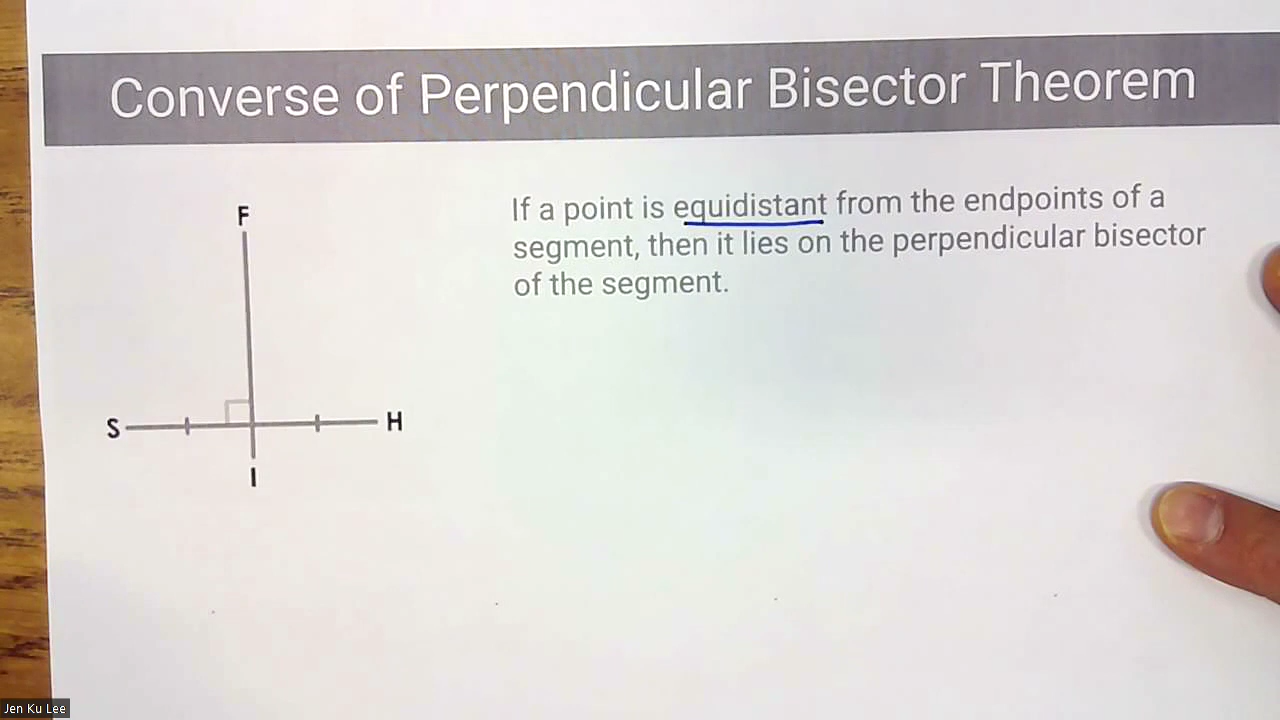 Converse of Perpendicular Bisector Theorem
If a point is equidistant from the endpoints of a
segment, then it lies on the perpendicular bisector
of the segment.
F
S
H
I
Jen Ku Lee